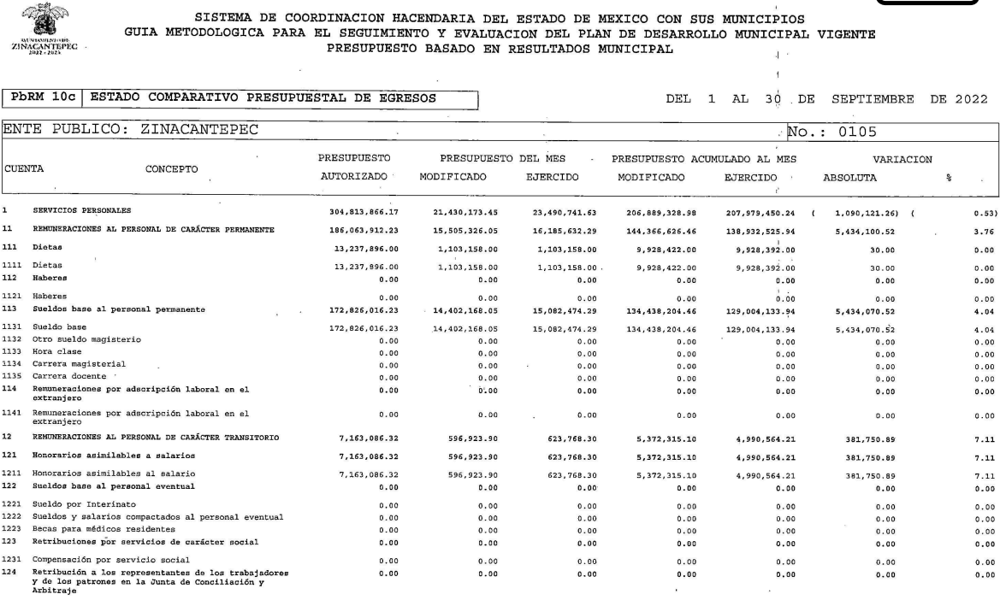 SISTEMA DE COORDINACION HACENDARIA DEL ESTADO DE MEXICO CON SUS MUNICIPIOS
GUIA METODOLOGICA PARA EL SEGUIMIENTO Y EVALUACION DEL PLAN DE DESARROLLO MUNICIPAL VIGENTE
PRESUPUESTO BASADO EN RESULTADOS MUNICIPAL
ZINACANTEPEC
2022 - 2024
PbRM 10c ESTADO COMPARATIVO PRESUPUESTAL DE EGRESOS DEL 1 AL 30 DE SEPTIEMBRE DE 2022
ENTE PUBLICO: ZINACANTEPEC No.: 0105
CUENTA CONCEPTO PRESUPUESTO PRESUPUESTO DEL MES PRESUPUESTO ACUMULADO AL MES VARIACION
AUTORIZADO MODIFICADO EJERCIDO MODIFICADO EJERCIDO ABSOLUTA %
1 SERVICIOS PERSONALES 304,813,866.17 21,430,173.45 23,490,741.63 206,889,328.98 207,979,450.24 ( 1,090,121.26) ( 0.53)
11 REMUNERACIONES AL PERSONAL DE CARÁCTER PERMANENTE 186,063,912.23 15,505,326.05 16,185,632.29 144,366,626.46 138,932,525.94 5,434,100.52 3.76
111 Dietas 13,237,896.00 1,103,158.00 1,103,158.00 9,928,422.00 9,928,392.00 30.00 0.00
1111 Dietas 13,237,896.00 1,103,158.00 1,103,158.00 9,928,422.00 9,928,392.00 30.00 0.00
112 Haberes 0.00 0.00 0.00 0.00 0.00 0.00 0.00
1121 Haberes 0.00 0.00 0.00 0.00 0.00 0.00 0.00
113 Sueldos base al personal permanente 172,826,016.23 14,402,168.05 15,082,474.29 134,438,204.46 129,004,133.94 5,434,070.52 4.04
1131 Sueldo base 172,826,016.23 14,402,168.05 15,082,474.29 134,438,204.46 129,004,133.94 5,434,070.52 4.04
1132 Otro sueldo magisterio 0.00 0.00 0.00 0.00 0.00 0.00 0.00
1133 Hora clase 0.00 0.00 0.00 0.00 0.00 0.00 0.00
1134 Carrera magisterial 0.00 0.00 0.00 0.00 0.00 0.00 0.00
1135 Carrera docente 0.00 0.00 0.00 0.00 0.00 0.00 0.00
114 Remuneraciones por adscripción laboral en el 0.00 0.00 0.00 0.00 0.00 0.00 0.00
extranjero
1141 Remuneraciones por adscripción laboral en el 0.00 0.00 0.00 0.00 0.00 0.00 0.00
extranjero
12 REMUNERACIONES AL PERSONAL DE CARÁCTER TRANSITORIO 7,163,086.32 596,923.90 623,768.30 5,372,315.10 4,990,564.21 381,750.89 7.11
121 Honorarios asimilables a salarios 7,163,086.32 596,923.90 623,768.30 5,372,315.10 4,990,564.21 381,750.89 7.11
1211 Honorarios asimilables al salario 7,163,086.32 596,923.90 623,768.30 5,372,315.10 4,990,564.21 381,750.89 7.11
122 Sueldos base al personal eventual 0.00 0.00 0.00 0.00 0.00 0.00 0.00
1221 Sueldo por Interinato 0.00 0.00 0.00 0.00 0.00 0.00 0.00
1222 Sueldos y salarios compactados al personal eventual 0.00 0.00 0.00 0.00 0.00 0.00 0.00
1223 Becas para médicos residentes 0.00 0.00 0.00 0.00 0.00 0.00 0.00
123 Retribuciones por servicios de carácter social 0.00 0.00 0.00 0.00 0.00 0.00 0.00
1231 Compensación por servicio social 0.00 0.00 0.00 0.00 0.00 0.00 0.00
124 Retribución a los representantes de los trabajadores 0.00 0.00 0.00 0.00 0.00 0.00 0.00
y de los patrones en la Junta de Conciliación y
Arbitraje